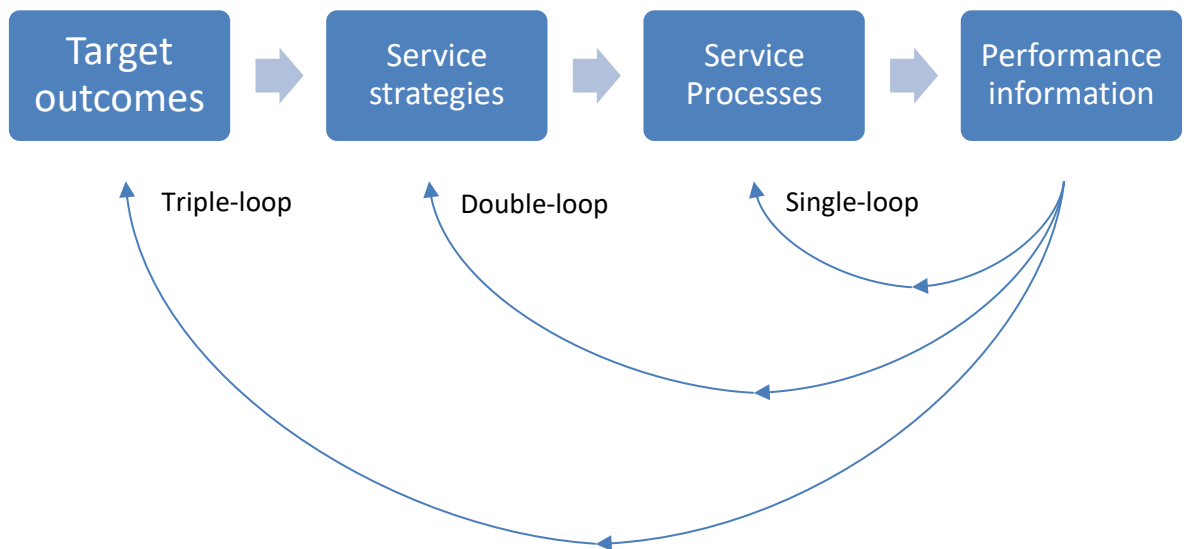 Target
outcomes
Service
strategies
Service
Processes
Performance
information
Triple-loop
Double-loop
Single-loop